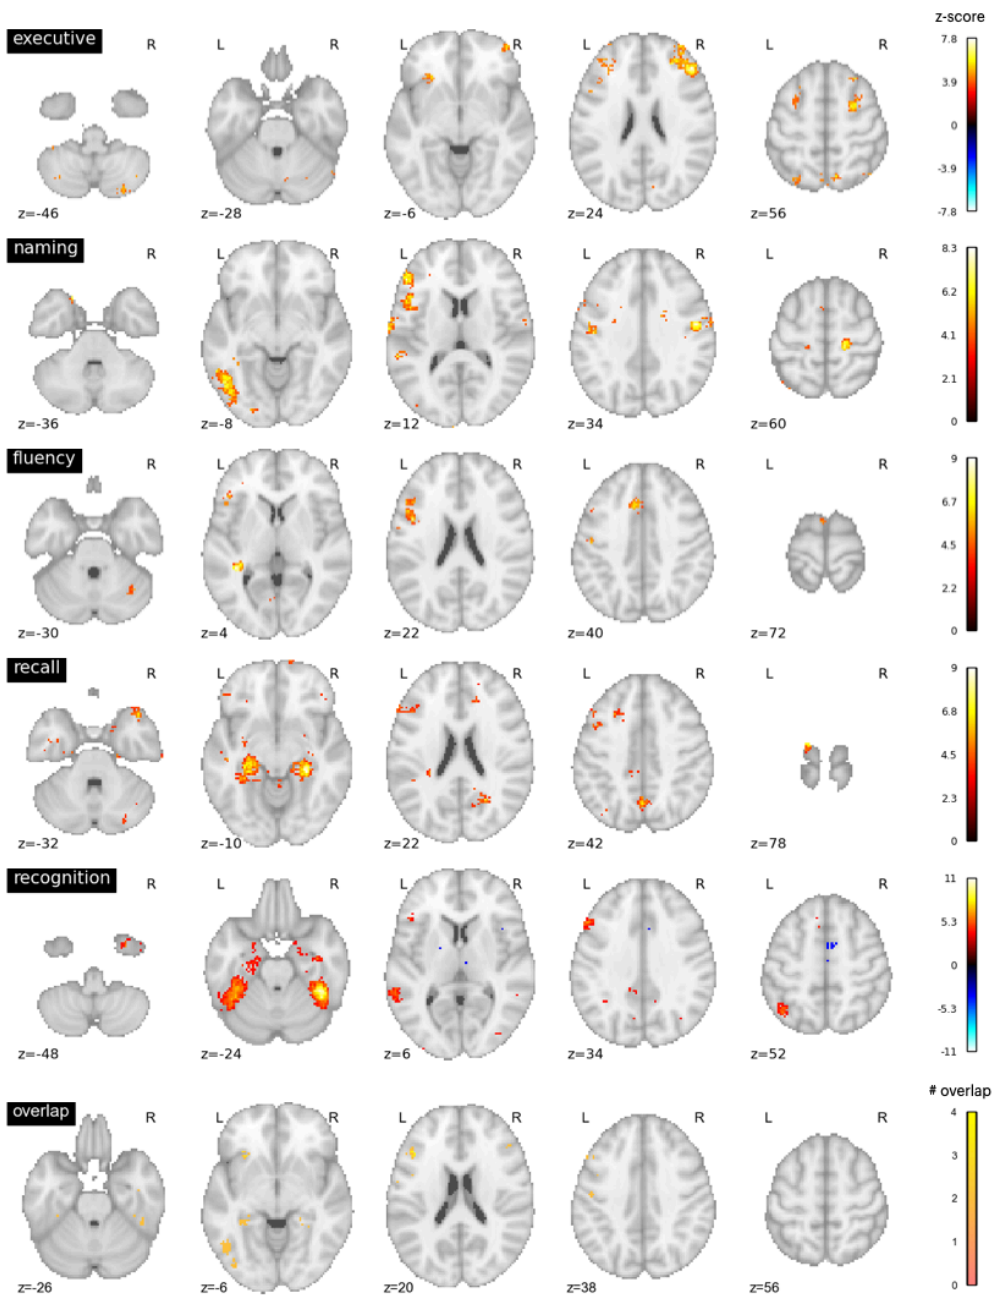 z-score
executive
R L R L R L R L R
7.8
3.9
0
-3.9
-7.8
z=-46 z=-28 z=-6 z=24 z=56
naming
R L R L R L R L R
8.3
6.2
4.1
2.1
0
z=-36 z=-8 z=12 z=34 z=60
fluency
R L R L R L R L R
9
6.7
4.5
2.2
0
z=-30 z=4 z=22 z=40 z=72
recall
R L R L R L R L R
9
6.8
4.5
2.3
0
z=-32 z=-10 z=22 z=42 z=78
recognition
R L R L R L R L R
11
5.3
0
-5.3
-11
z=-48 z=-24 z=6 z=34 z=52
# overlap
overlap
R L R L R L R L R
4
3
2
1
0
z=-26 z=-6 z=20 z=38 z=56